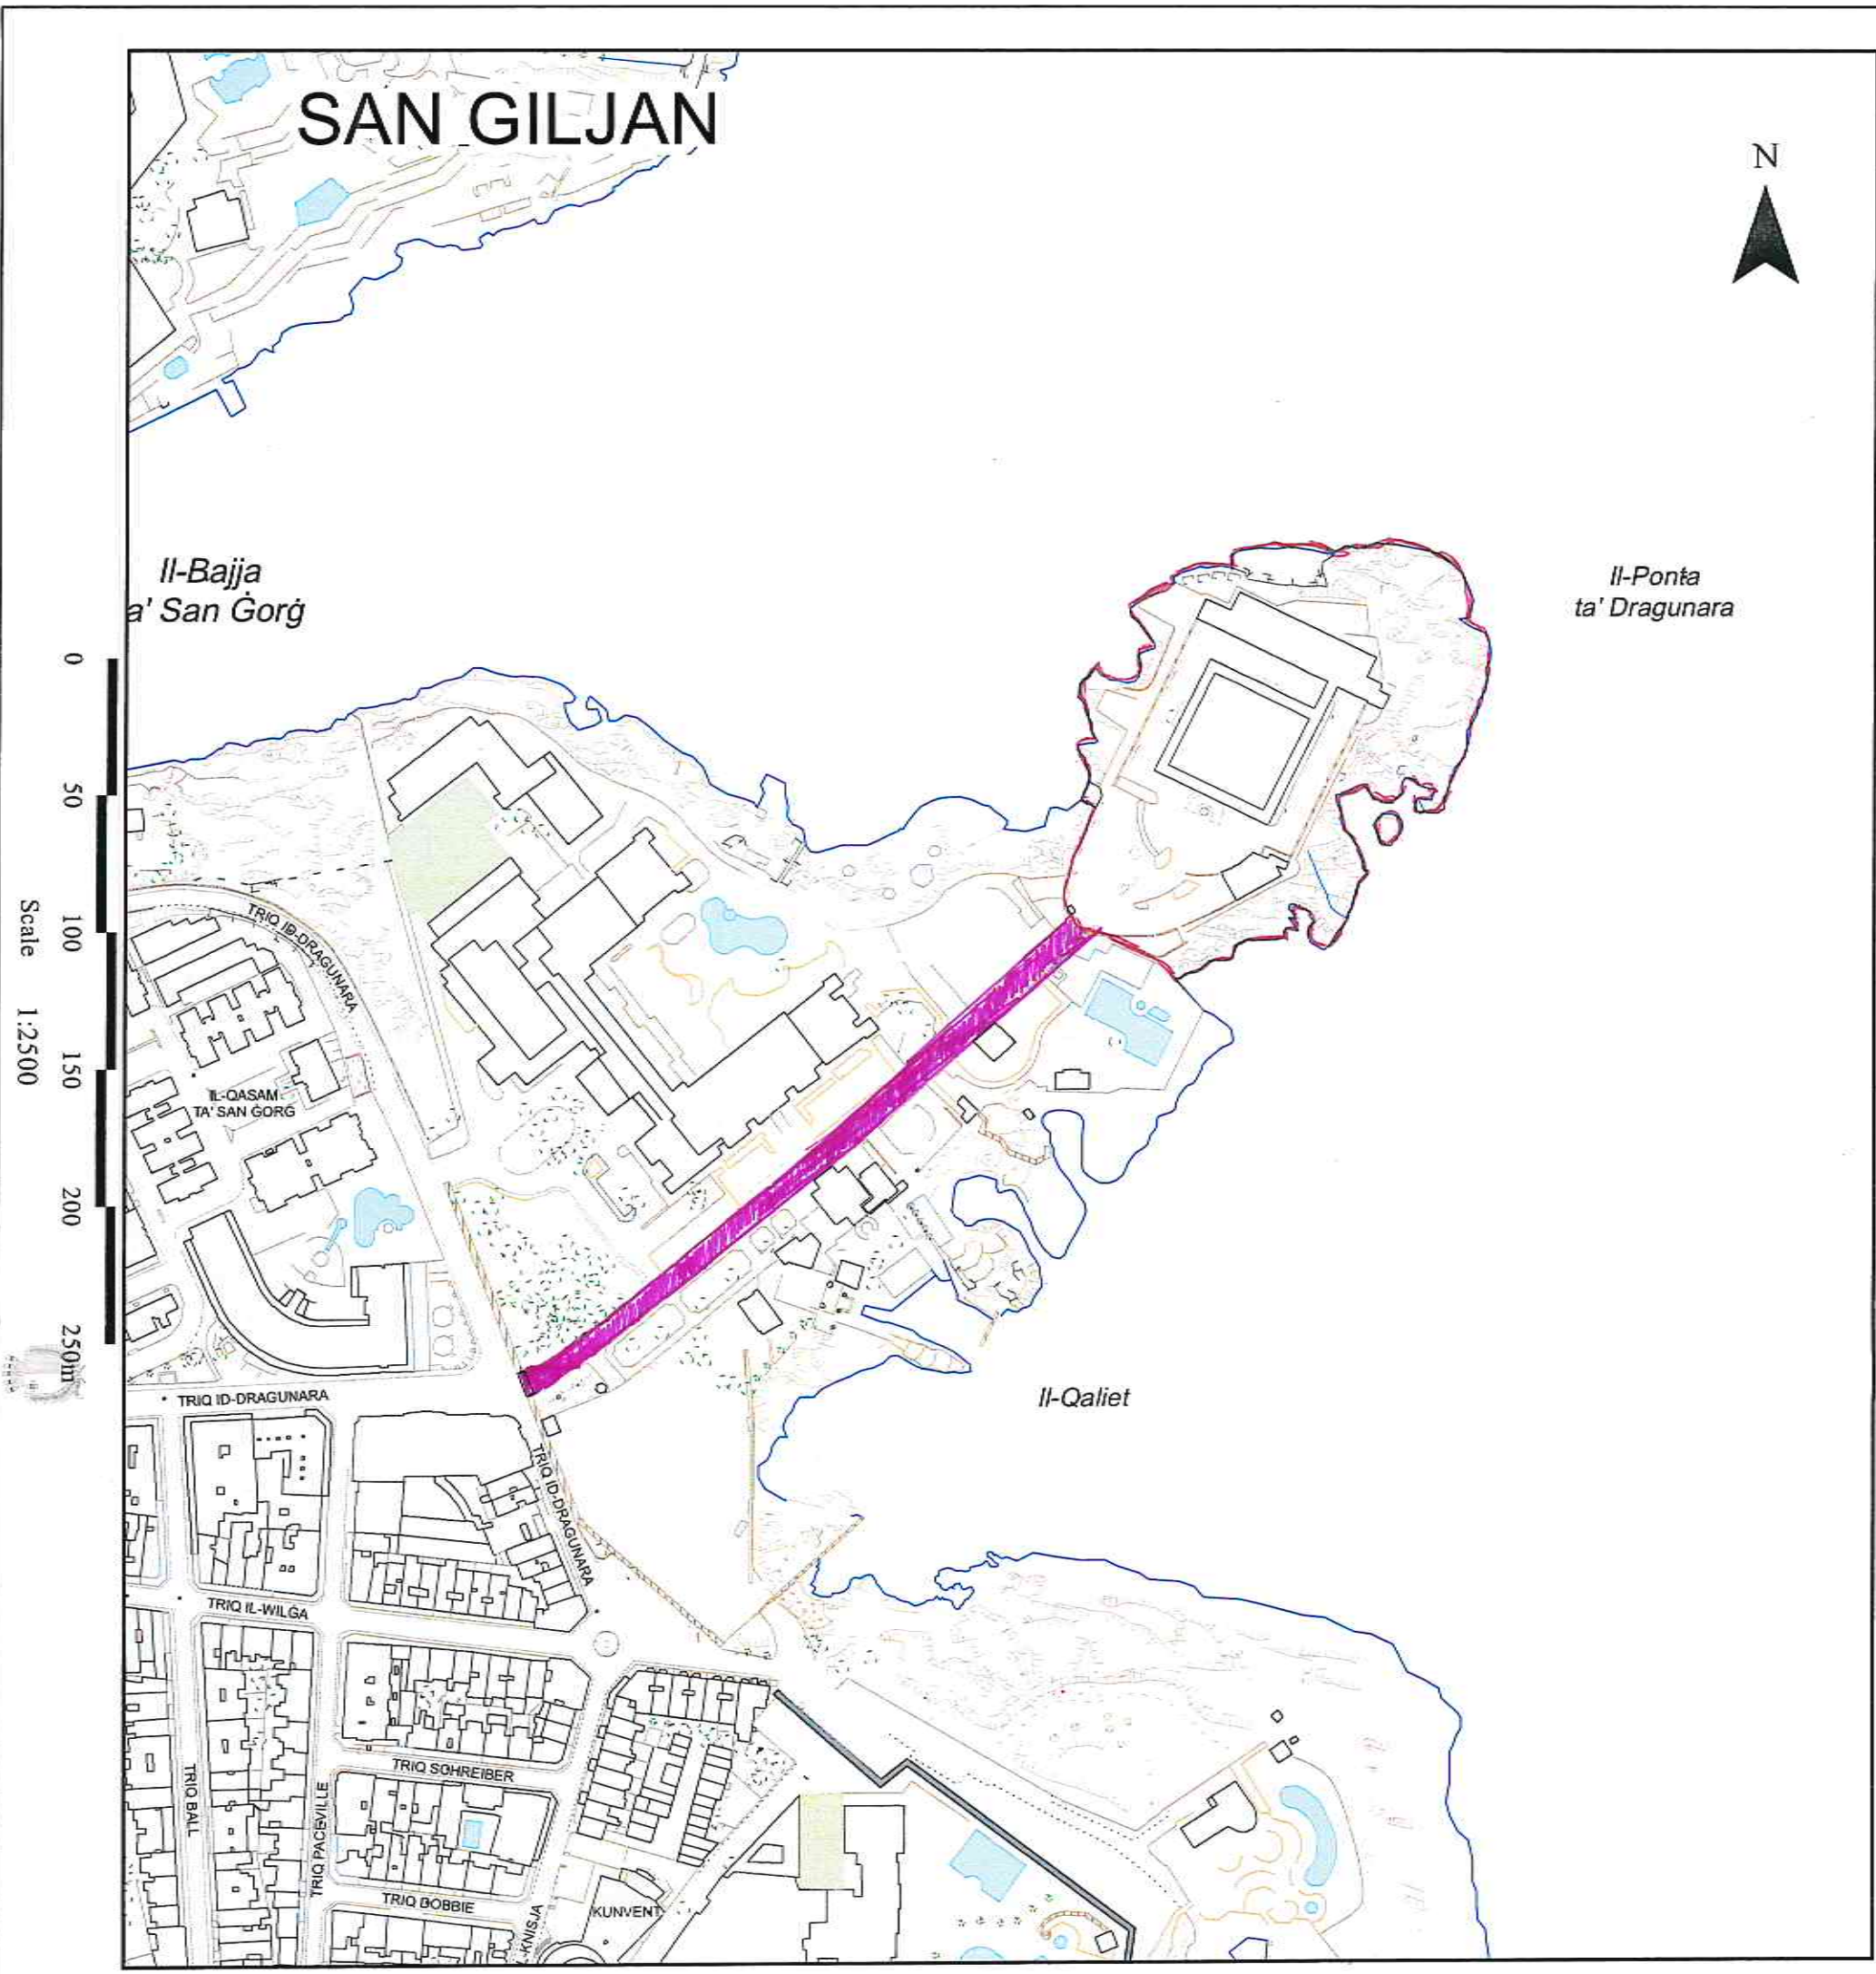 SAN GILJAN
N
Il-Bajja
a' San Ġorġ
Il-Ponta
ta' Dragunara
0
50
100
150
200
250m
Scale 1:2500
TRIQ ID-DRAGUNARA
IL-QASAM
TA' SAN GORG
TRIQ ID-DRAGUNARA
TRIQ ID-DRAGUNARA
Il-Qaliet
TRIQ IL-WILĠA
TRIQ SCHREIBER
TRIQ BALL
TRIQ PACEVILLE
TRIQ BOBBIE
-KNISJA
KUNVENT